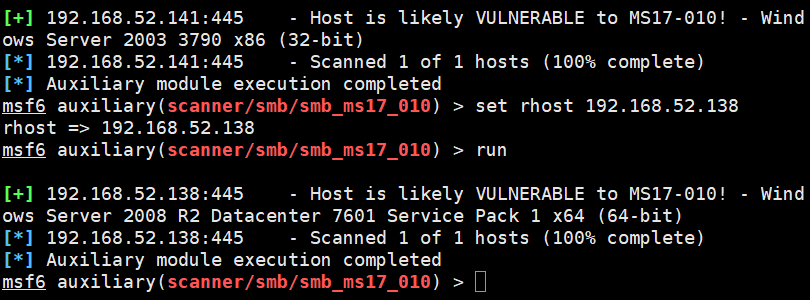 [+] 192.168.52.141:445    - Host is likely VULNERABLE to MS17-010! - Wind
ows Server 2003 3790 x86 (32-bit)
[*] 192.168.52.141:445    - Scanned 1 of 1 hosts (100% complete)
[*] Auxiliary module execution completed
msf6 auxiliary(scanner/smb/smb_ms17_010) > set rhost 192.168.52.138
rhost => 192.168.52.138
msf6 auxiliary(scanner/smb/smb_ms17_010) > run
[+] 192.168.52.138:445    - Host is likely VULNERABLE to MS17-010! - Wind
ows Server 2008 R2 Datacenter 7601 Service Pack 1 x64 (64-bit)
[*] 192.168.52.138:445    - Scanned 1 of 1 hosts (100% complete)
[*] Auxiliary module execution completed
msf6 auxiliary(scanner/smb/smb_ms17_010) >